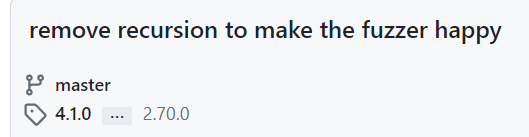 remove recursion to make the fuzzer happy
master
4.1.0 ... 2.70.0